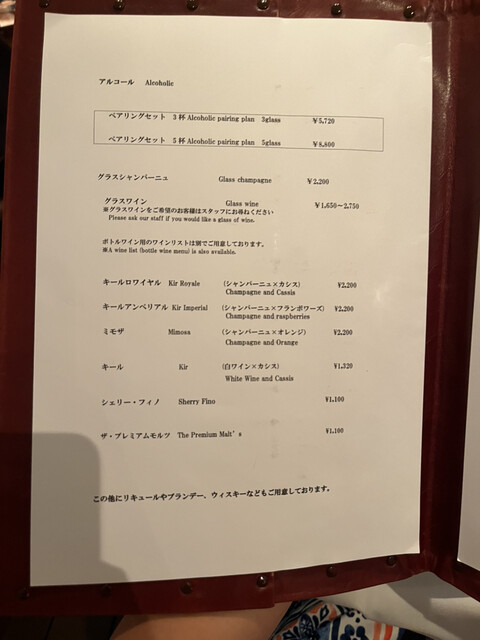 アルコール Alcoholic
ペアリングセット 3杯 Alcoholic pairing plan 3glass ¥5,720
ペアリングセット 5杯 Alcoholic pairing plan 5glass ¥8,800
グラスシャンパーニュ Glass champagne ¥2,200
グラスワイン Glass wine ¥1,650～2,750
※グラスワインをご希望のお客様はスタッフにお尋ねください
Please ask our staff if you would like a glass of wine.
ボトルワイン用のワインリストは別でご用意しております。
※A wine list (bottle wine menu) is also available.
キールロワイヤル Kir Royale (シャンパーニュ×カシス) ¥2,200
Champagne and Cassis
キールアンペリアル Kir Imperial (シャンパーニュ×フランボワーズ) ¥2,200
Champagne and raspberries
ミモザ Mimosa (シャンパーニュ×オレンジ) ¥2,200
Champagne and Orange
キール Kir (白ワイン×カシス) ¥1,320
White Wine and Cassis
シェリー・フィノ Sherry Fino ¥1,100
ザ・プレミアムモルツ The Premium Malt's ¥1,100
この他にリキュールやブランデー、ウィスキーなどもご用意しております。